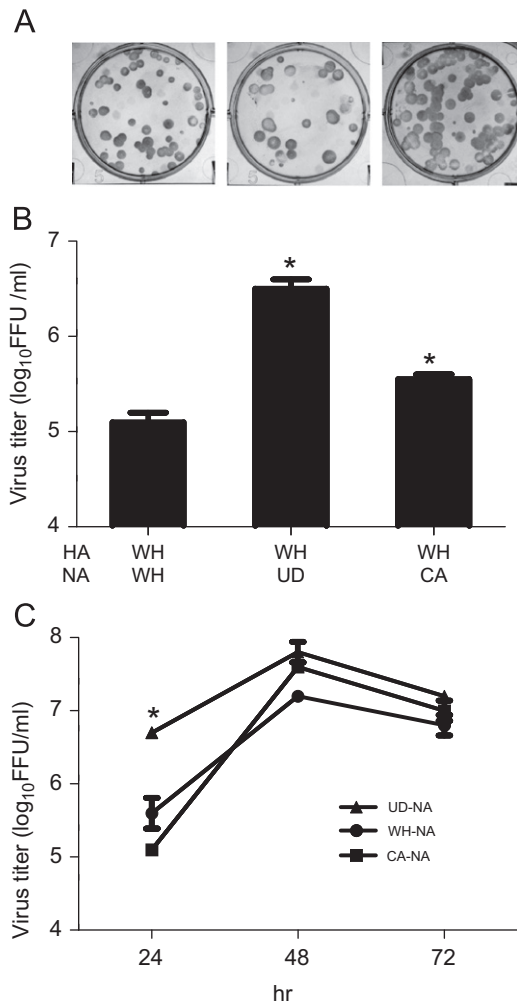 A
5
5
B
Virus titer (log₁₀FFU /ml)
7
*
6
*
5
4
HA WH WH WH
NA WH UD CA
C
Virus titer (log₁₀FFU/ml)
8
7
*
6
UD-NA
WH-NA
5
CA-NA
4
24 48 72
hr